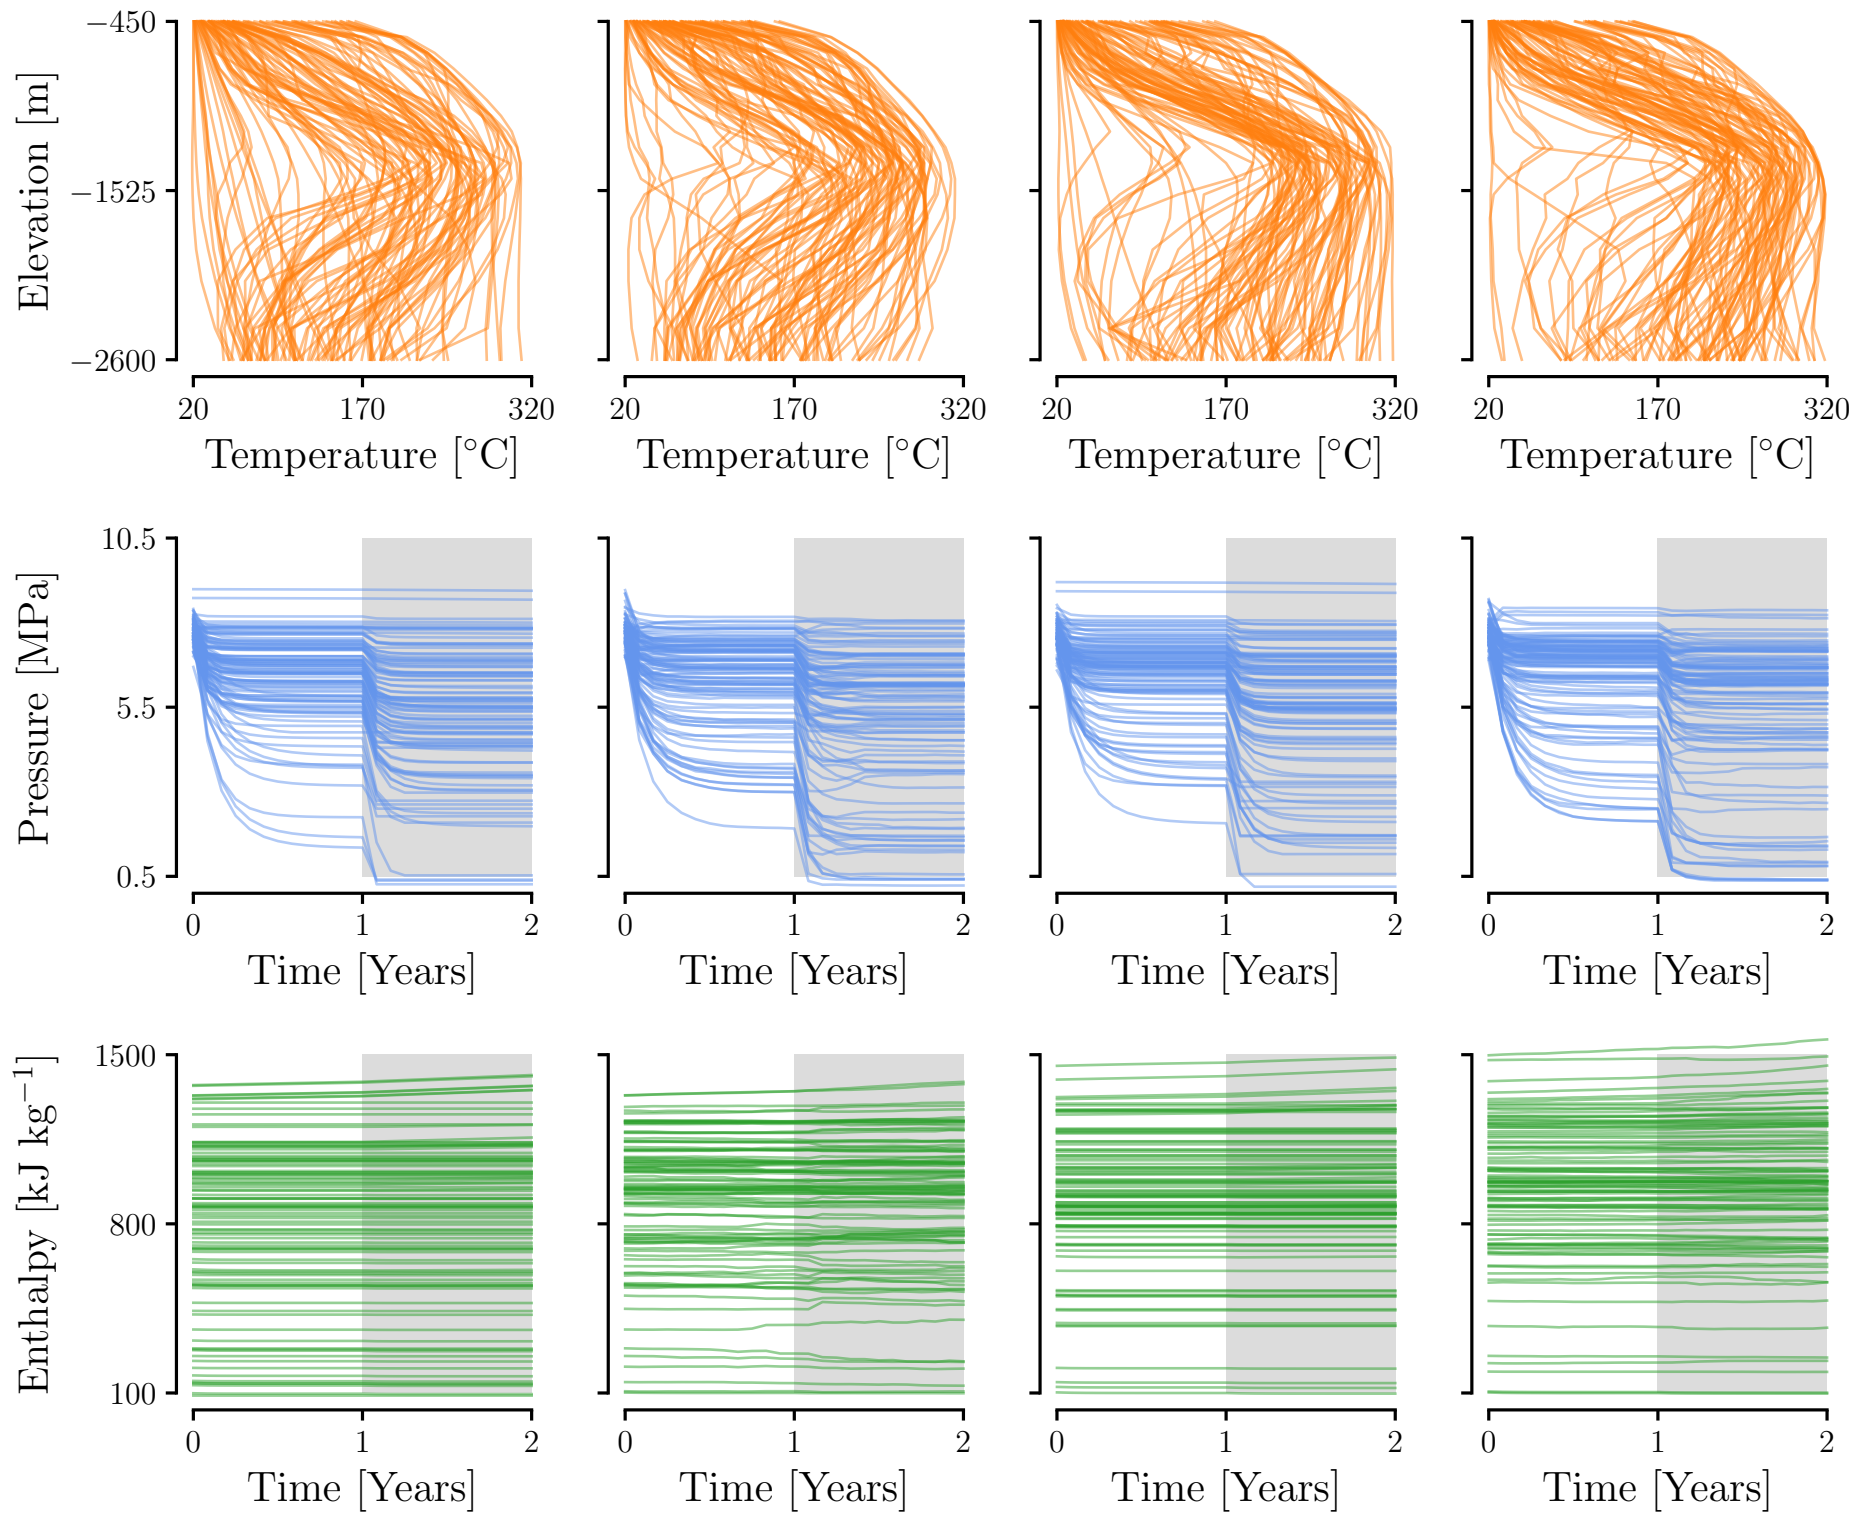 −450
−1525
−2600
Elevation [m]
20 170 320
20 170 320
20 170 320
20 170 320
Temperature [°C]
Temperature [°C]
Temperature [°C]
Temperature [°C]
10.5
5.5
0.5
Pressure [MPa]
0 1 2
0 1 2
0 1 2
0 1 2
Time [Years]
Time [Years]
Time [Years]
Time [Years]
1500
800
100
Enthalpy [kJ kg⁻¹]
0 1 2
0 1 2
0 1 2
0 1 2
Time [Years]
Time [Years]
Time [Years]
Time [Years]